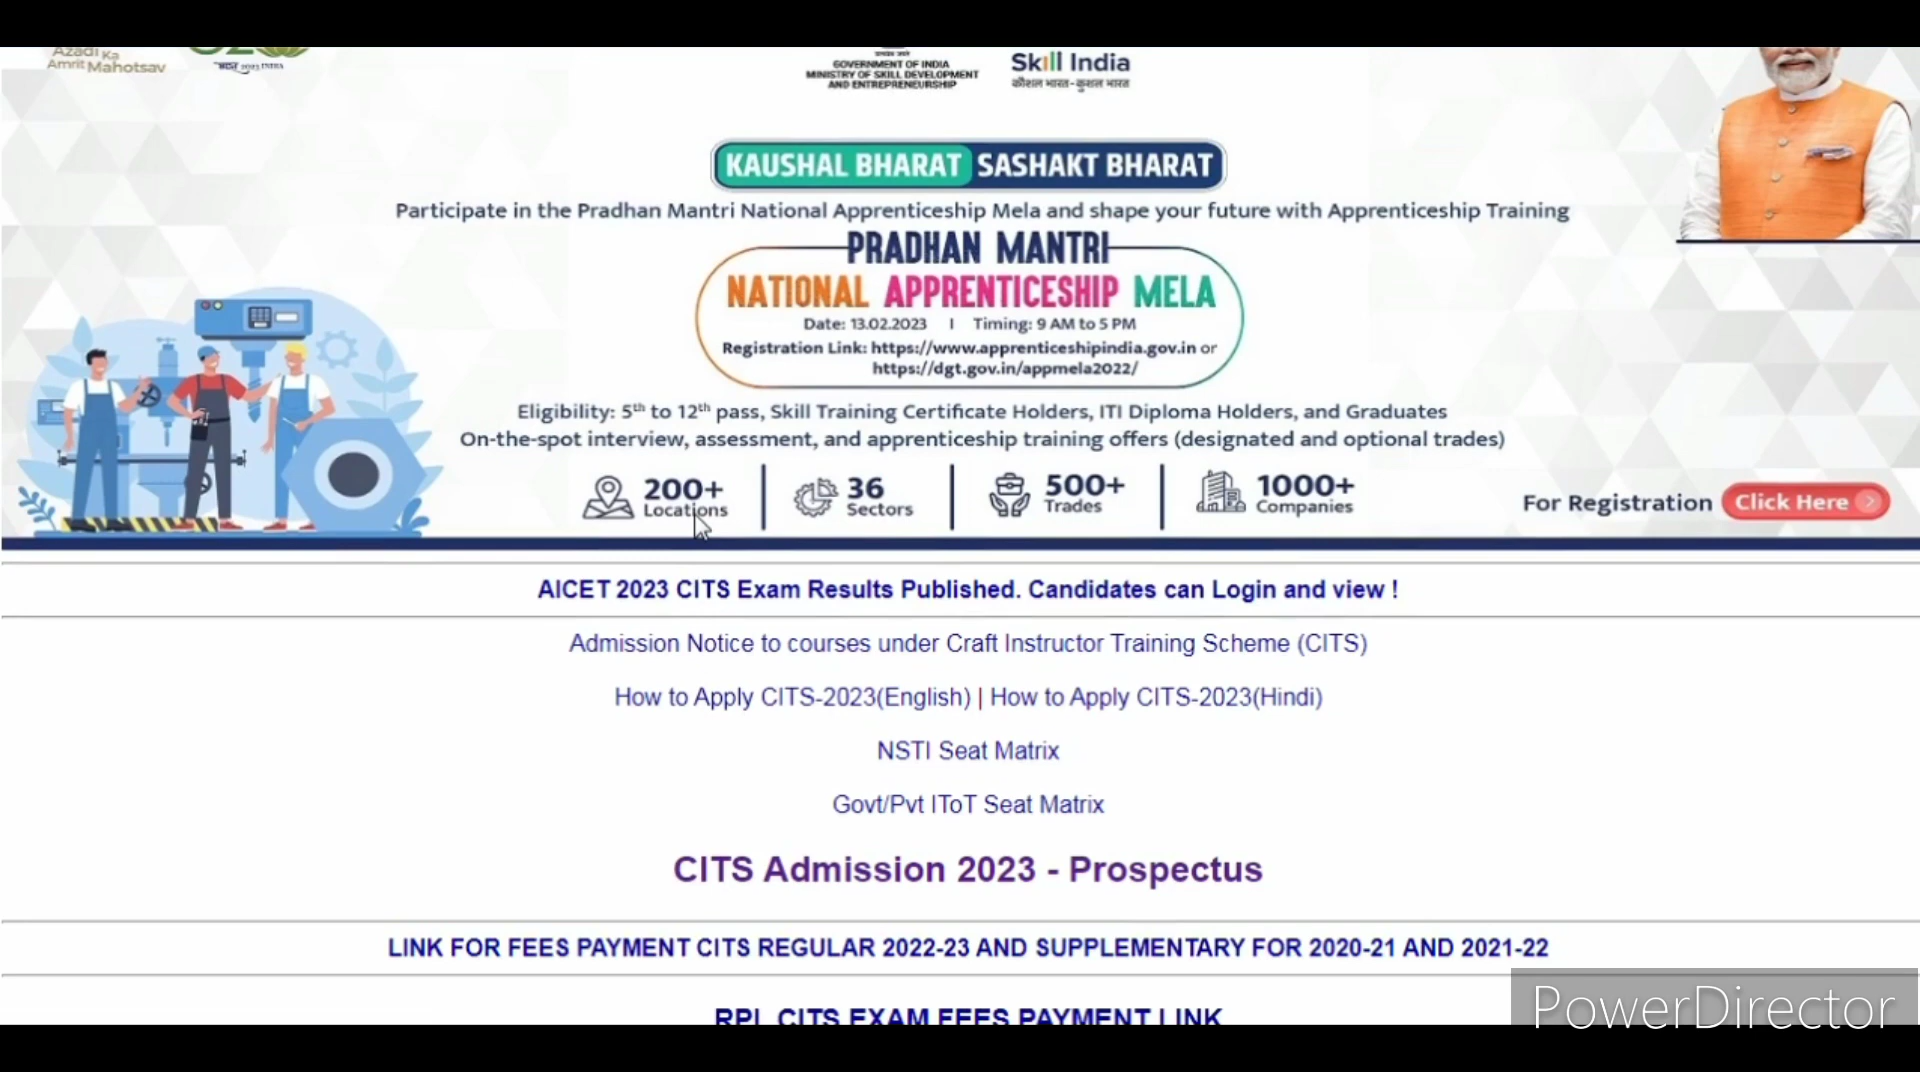 Azadi Ka
Amrit Mahotsav
GOVERNMENT OF INDIA
MINISTRY OF SKILL DEVELOPMENT
AND ENTREPRENEURSHIP
Skill India
कौशल भारत-कुशल भारत
KAUSHAL BHARAT SASHAKT BHARAT
Participate in the Pradhan Mantri National Apprenticeship Mela and shape your future with Apprenticeship Training
PRADHAN MANTRI
NATIONAL APPRENTICESHIP MELA
Date: 13.02.2023 | Timing: 9 AM to 5 PM
Registration Link: https://www.apprenticeshipindia.gov.in or
https://dgt.gov.in/appmela2022/
Eligibility: 5th to 12th pass, Skill Training Certificate Holders, ITI Diploma Holders, and Graduates
On-the-spot interview, assessment, and apprenticeship training offers (designated and optional trades)
200+ Locations
36 Sectors
500+ Trades
1000+ Companies
For Registration Click Here
AICET 2023 CITS Exam Results Published. Candidates can Login and view !
Admission Notice to courses under Craft Instructor Training Scheme (CITS)
How to Apply CITS-2023(English) | How to Apply CITS-2023(Hindi)
NSTI Seat Matrix
Govt/Pvt IToT Seat Matrix
CITS Admission 2023 - Prospectus
LINK FOR FEES PAYMENT CITS REGULAR 2022-23 AND SUPPLEMENTARY FOR 2020-21 AND 2021-22
RPL CITS EXAM FEES PAYMENT LINK
PowerDirector